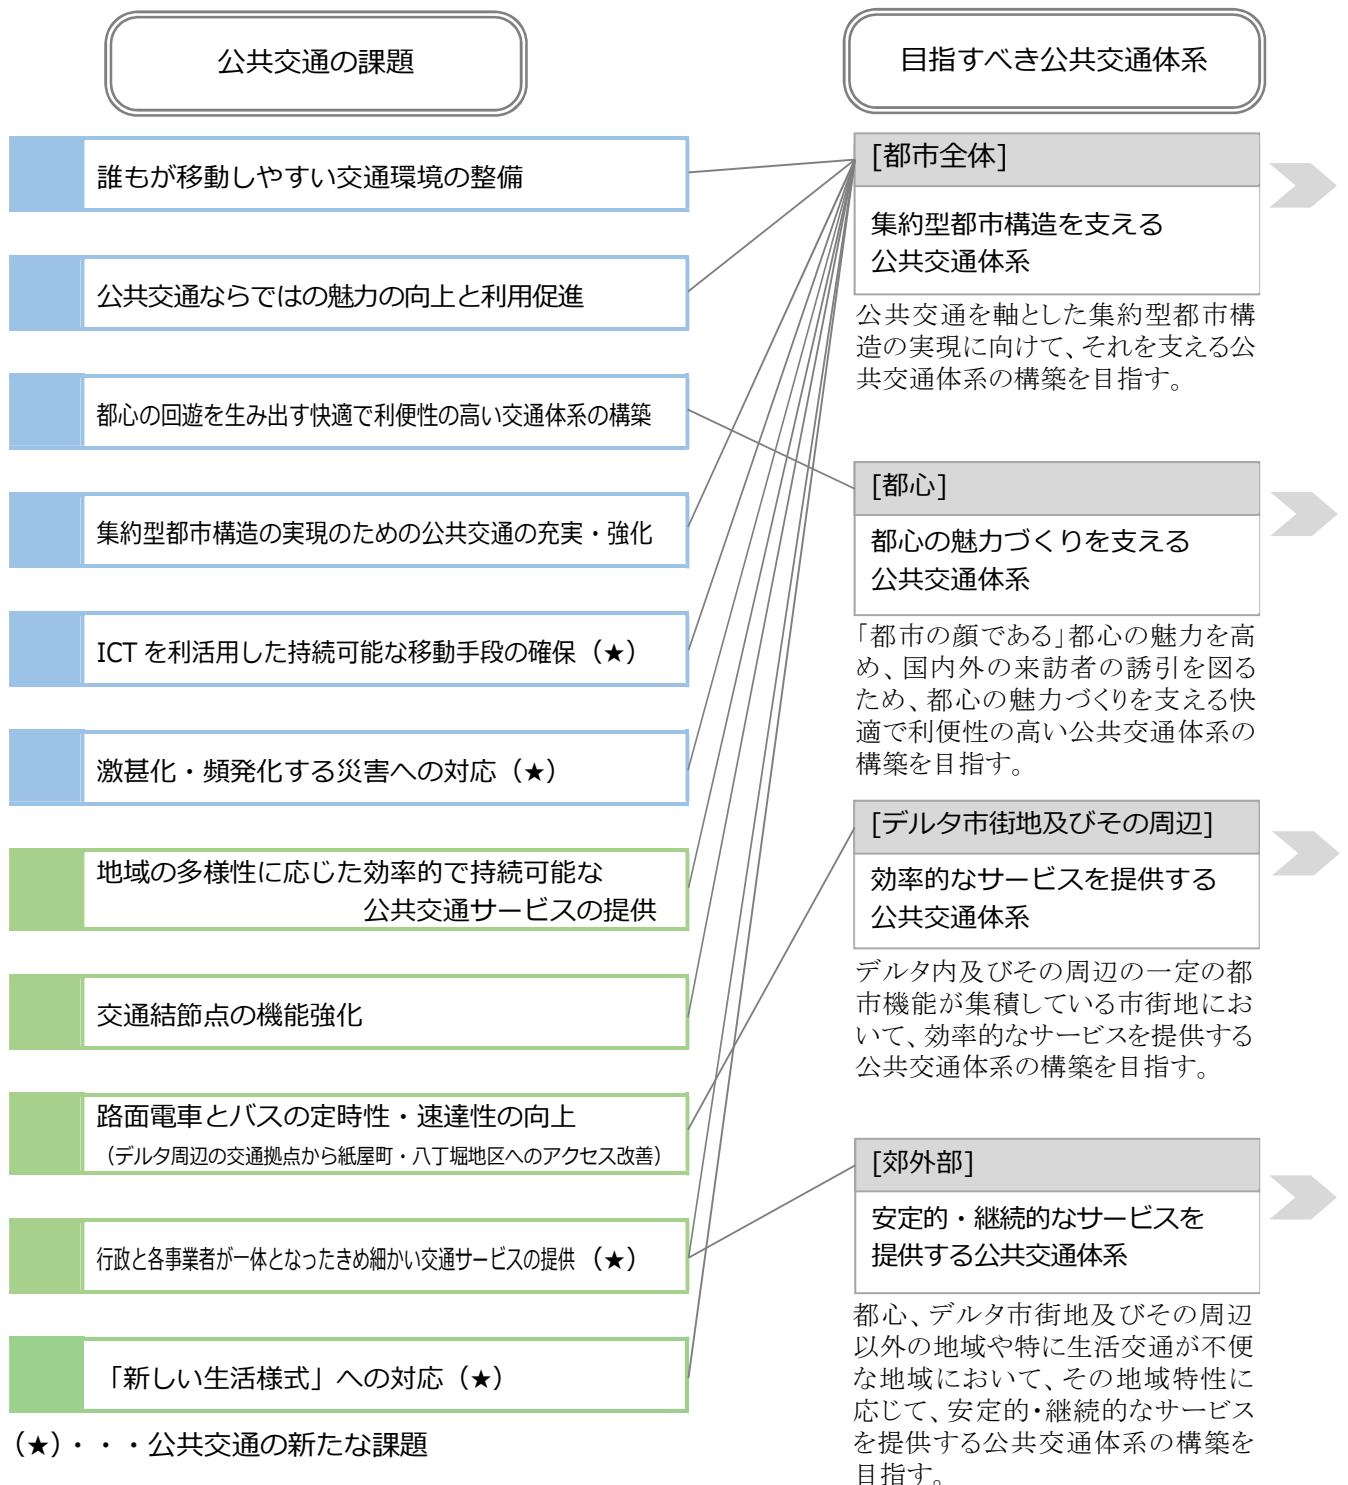 公共交通の課題
誰もが移動しやすい交通環境の整備
公共交通ならではの魅力の向上と利用促進
都心の回遊を生み出す快適で利便性の高い交通体系の構築
集約型都市構造の実現のための公共交通の充実・強化
ICT を利活用した持続可能な移動手段の確保（★）
激甚化・頻発化する災害への対応（★）
地域の多様性に応じた効率的で持続可能な
公共交通サービスの提供
交通結節点の機能強化
路面電車とバスの定時性・速達性の向上
（デルタ周辺の交通拠点から紙屋町・八丁堀地区へのアクセス改善）
行政と各事業者が一体となったきめ細かい交通サービスの提供（★）
「新しい生活様式」への対応（★）
（★）・・・公共交通の新たな課題
目指すべき公共交通体系
[都市全体]
集約型都市構造を支える
公共交通体系
公共交通を軸とした集約型都市構
造の実現に向けて、それを支える公
共交通体系の構築を目指す。
[都心]
都心の魅力づくりを支える
公共交通体系
「都市の顔である」都心の魅力を高
め、国内外の来訪者の誘引を図る
ため、都心の魅力づくりを支える快
適で利便性の高い公共交通体系の
構築を目指す。
[デルタ市街地及びその周辺]
効率的なサービスを提供する
公共交通体系
デルタ内及びその周辺の一定の都
市機能が集積している市街地にお
いて、効率的なサービスを提供する
公共交通体系の構築を目指す。
[郊外部]
安定的・継続的なサービスを
提供する公共交通体系
都心、デルタ市街地及びその周辺
以外の地域や特に生活交通が不便
な地域において、その地域特性に
応じて、安定的・継続的なサービス
を提供する公共交通体系の構築を
目指す。